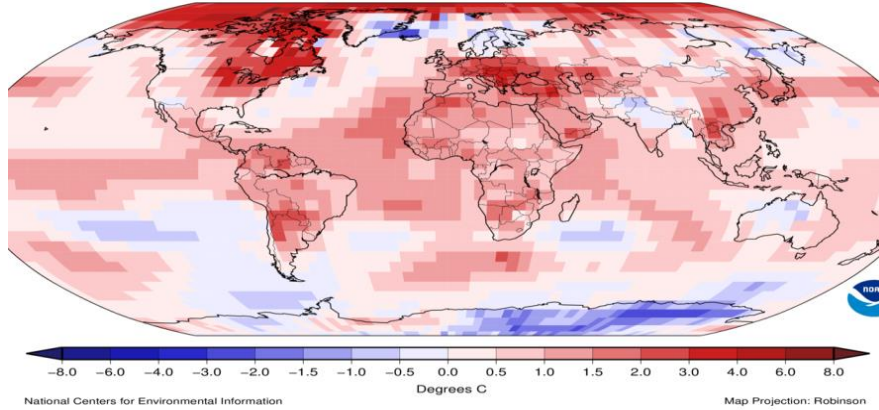 NOAA
-8.0 -6.0 -4.0 -3.0 -2.0 -1.5 -1.0 -0.5 0.0 0.5 1.0 1.5 2.0 3.0 4.0 6.0 8.0
Degrees C
National Centers for Environmental Information Map Projection: Robinson